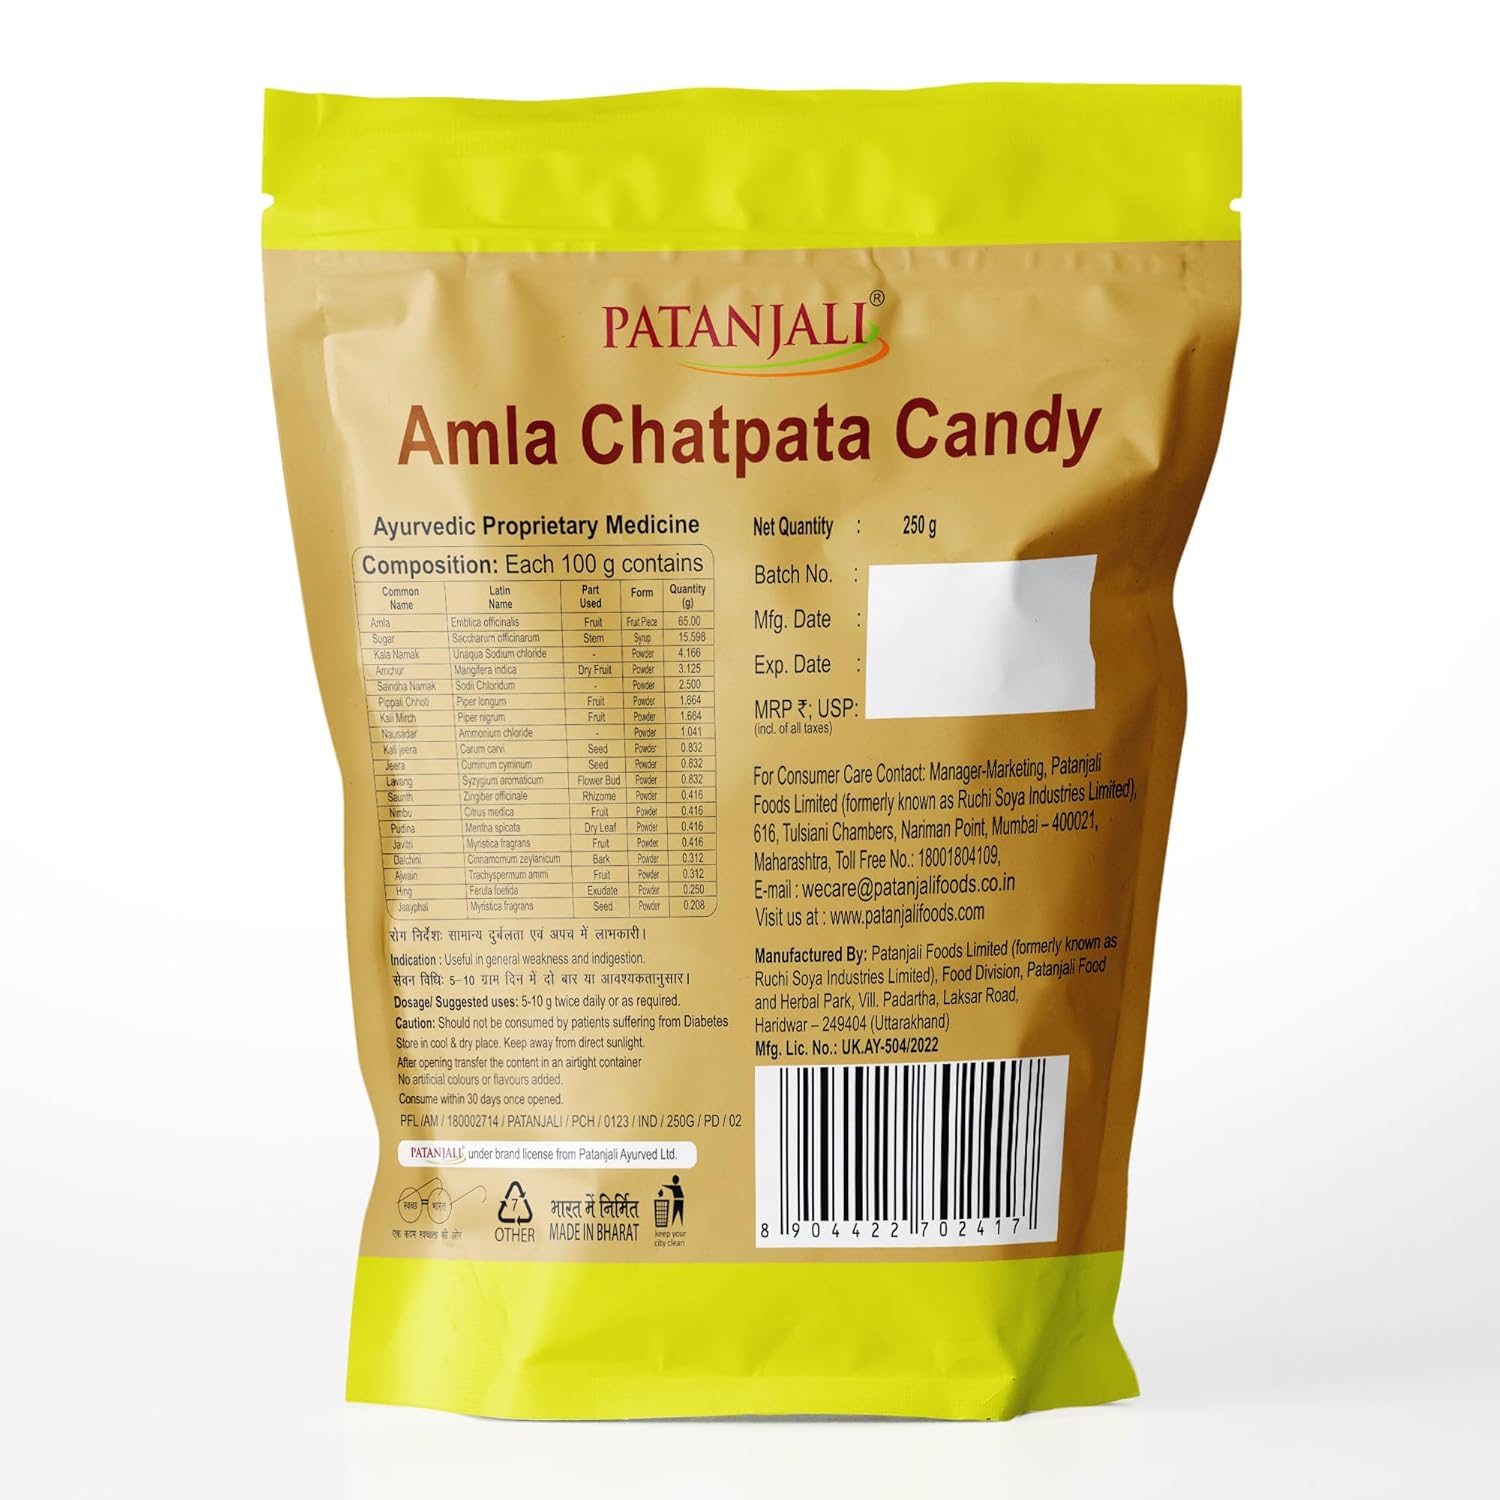 PATANJALI®
Amla Chatpata Candy
Ayurvedic Proprietary Medicine
Composition: Each 100 g contains
Common Name Latin Name Part Used Form Quantity (g)
Amla Emblica officinalis Fruit Fruit Piece 65.00
Sugar Saccharum officinarum Stem Syrup 15.598
Kala Namak Unaqua Sodium chloride - Powder 4.166
Amchur Mangifera indica Dry Fruit Powder 3.125
Saindha Namak Sodii Chloridum - Powder 2.500
Pippali Chhoti Piper longum Fruit Powder 1.664
Kali Mirch Piper nigrum Fruit Powder 1.664
Nausadar Ammonium chloride - Powder 1.041
Kali jeera Carum carvi Seed Powder 0.832
Jeera Cuminum cyminum Seed Powder 0.832
Lavang Syzygium aromaticum Flower Bud Powder 0.832
Saunth Zingiber officinale Rhizome Powder 0.416
Nimbu Citrus medica Fruit Powder 0.416
Pudina Mentha spicata Dry Leaf Powder 0.416
Javitri Myristica fragrans Fruit Powder 0.416
Dalchini Cinnamomum zeylanicum Bark Powder 0.312
Ajwain Trachyspermum ammi Fruit Powder 0.312
Hing Ferula foetida Exudate Powder 0.250
Jaayphal Myristica fragrans Seed Powder 0.208
रोग निर्देशः सामान्य दुर्बलता एवं अपच में लाभकारी।
Indication : Useful in general weakness and indigestion.
सेवन विधिः 5–10 ग्राम दिन में दो बार या आवश्यकतानुसार।
Dosage/ Suggested uses: 5-10 g twice daily or as required.
Caution: Should not be consumed by patients suffering from Diabetes
Store in cool & dry place. Keep away from direct sunlight.
After opening transfer the content in an airtight container
No artificial colours or flavours added.
Consume within 30 days once opened.
PFL /AM / 180002714 / PATANJALI / PCH / 0123 / IND / 250G / PD / 02
PATANJALI® under brand license from Patanjali Ayurved Ltd.
स्वच्छ भारत
एक कदम स्वच्छता की ओर
7
OTHER
भारत में निर्मित
MADE IN BHARAT
keep your
city clean
Net Quantity : 250 g
Batch No. :
Mfg. Date :
Exp. Date :
MRP ₹; USP:
(incl. of all taxes)
For Consumer Care Contact: Manager-Marketing, Patanjali
Foods Limited (formerly known as Ruchi Soya Industries Limited),
616, Tulsiani Chambers, Nariman Point, Mumbai – 400021,
Maharashtra, Toll Free No.: 18001804109,
E-mail : wecare@patanjalifoods.co.in
Visit us at : www.patanjalifoods.com
Manufactured By: Patanjali Foods Limited (formerly known as
Ruchi Soya Industries Limited), Food Division, Patanjali Food
and Herbal Park, Vill. Padartha, Laksar Road,
Haridwar – 249404 (Uttarakhand)
Mfg. Lic. No.: UK.AY-504/2022
8 904422 702417